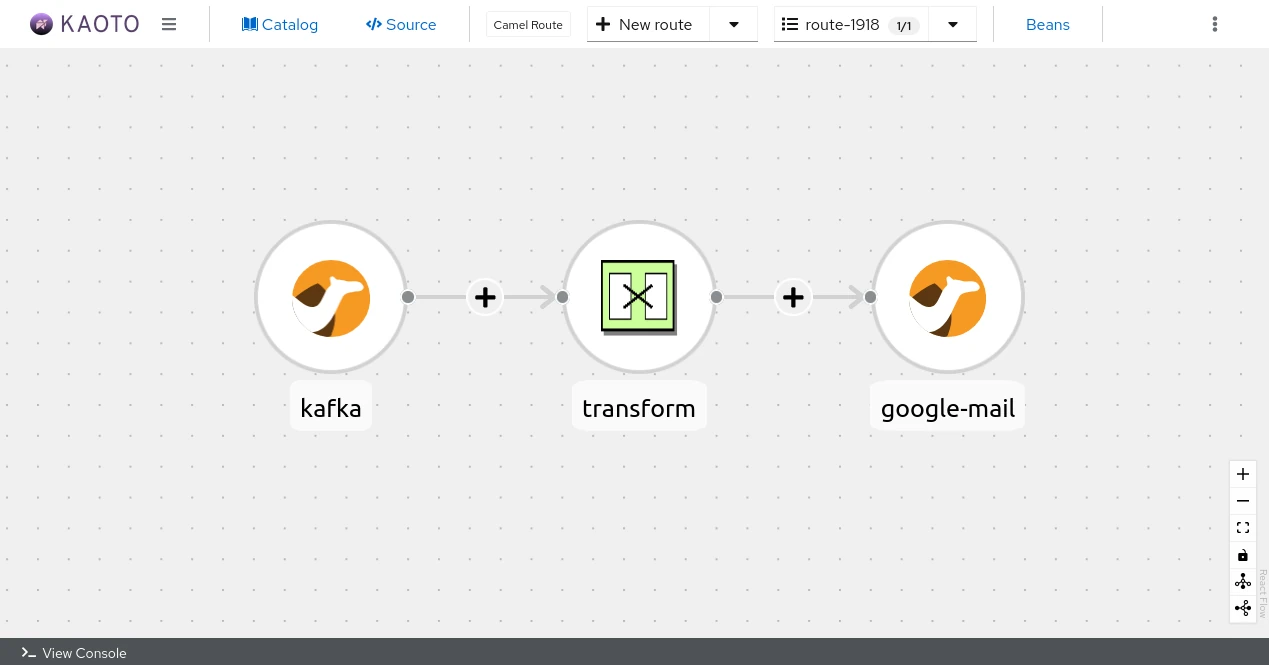 KAOTO
Catalog
Source
Camel Route
New route
route-1918
1/1
Beans
kafka
transform
google-mail
React Flow
View Console